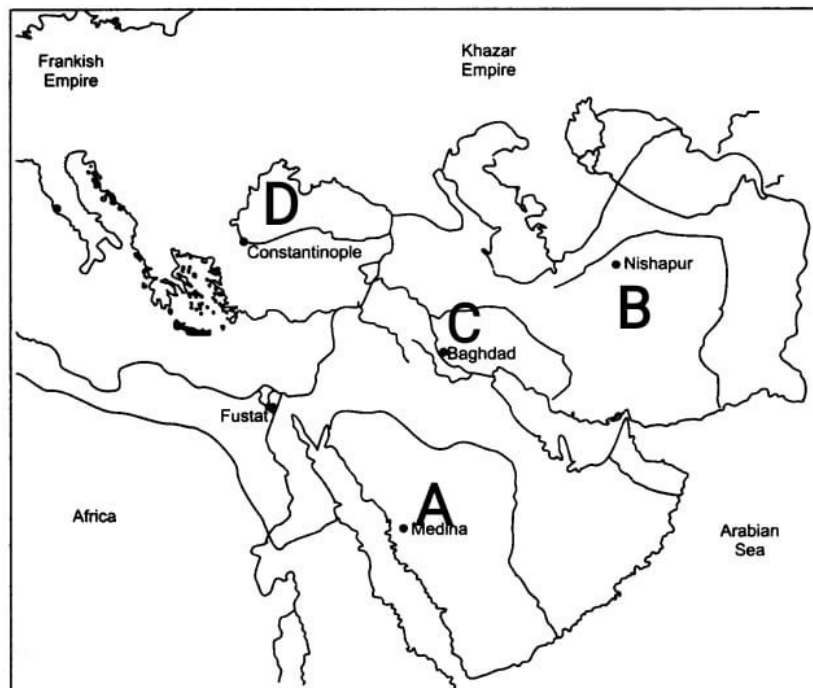 Frankish
Empire
Khazar
Empire
D
Constantinople
Nishapur
B
C
Baghdad
Fustat
A
Medina
Africa
Arabian
Sea